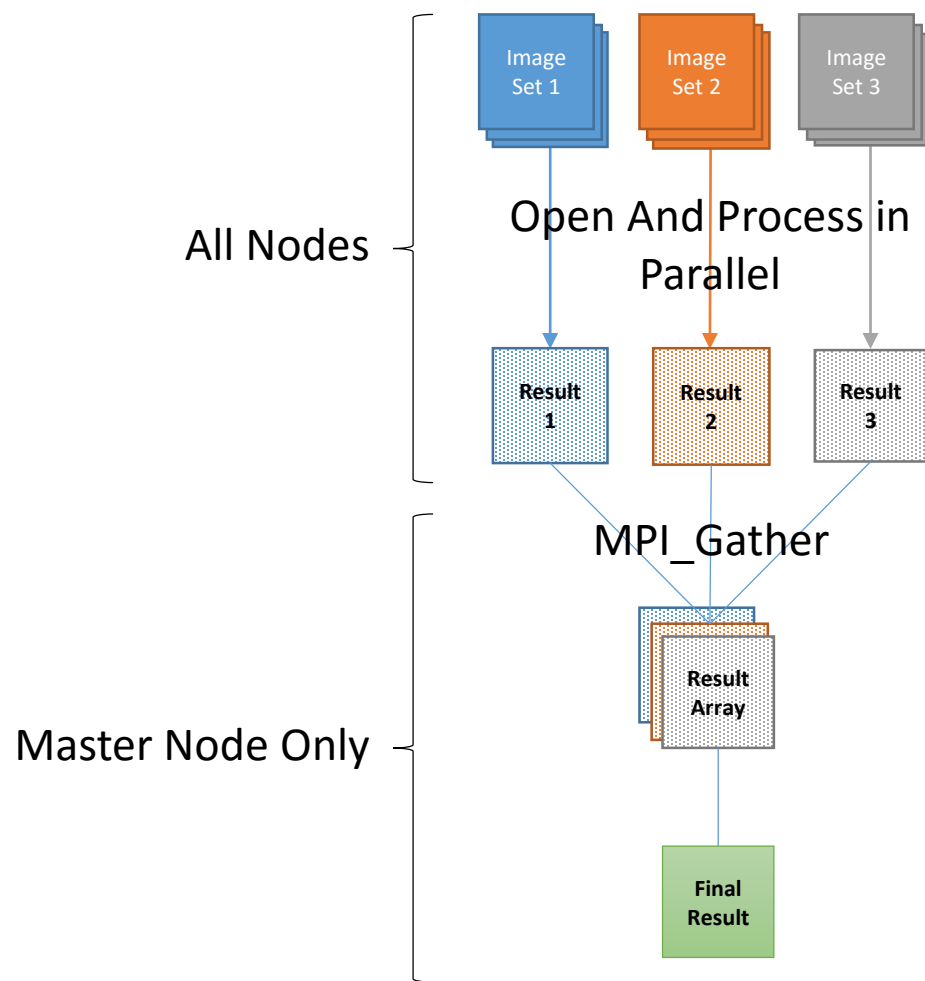 Image
Set 1
Image
Set 2
Image
Set 3
All Nodes
Open And Process in
Parallel
Result
1
Result
2
Result
3
MPI_Gather
Master Node Only
Result
Array
Final
Result